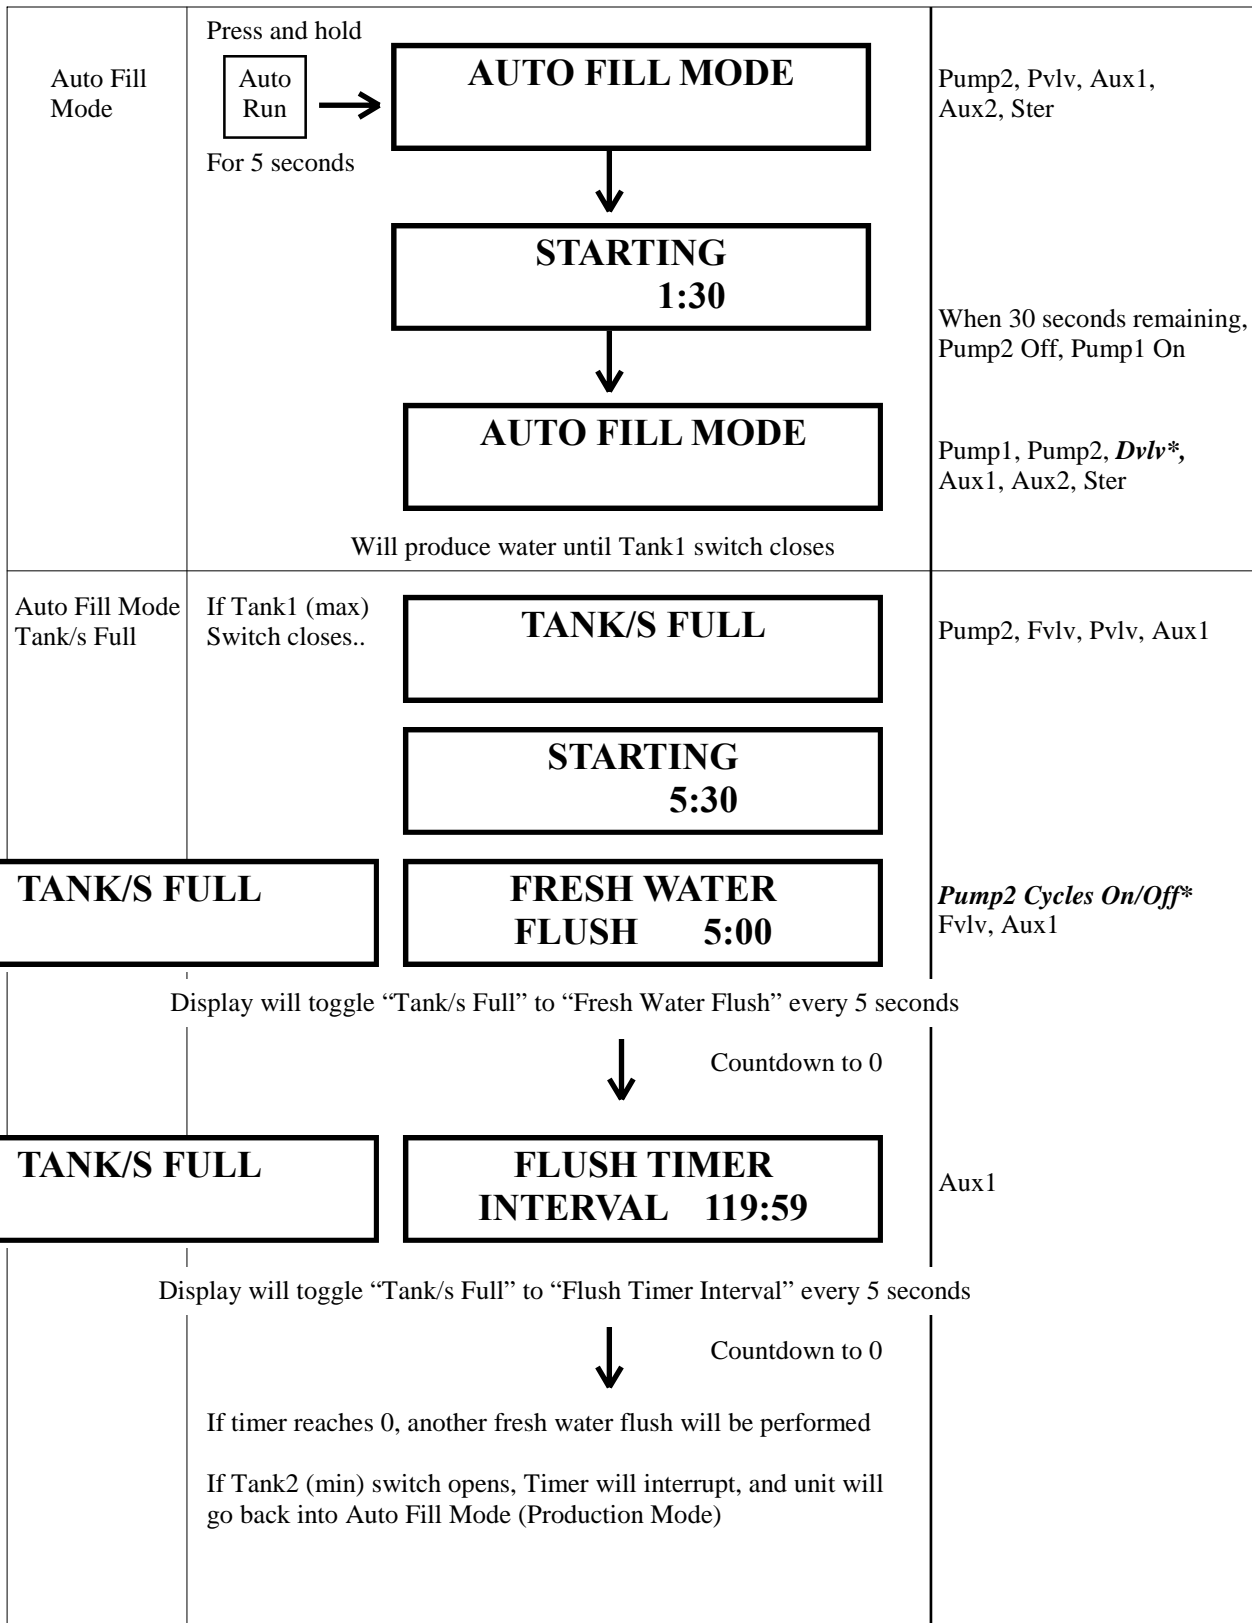 Press and hold
Auto Fill
Mode
Auto
Run
For 5 seconds
AUTO FILL MODE
Pump2, Pvlv, Aux1,
Aux2, Ster
STARTING
1:30
When 30 seconds remaining,
Pump2 Off, Pump1 On
AUTO FILL MODE
Pump1, Pump2, Dvlv*,
Aux1, Aux2, Ster
Will produce water until Tank1 switch closes
Auto Fill Mode
Tank/s Full
If Tank1 (max)
Switch closes..
TANK/S FULL
Pump2, Fvlv, Pvlv, Aux1
STARTING
5:30
TANK/S FULL
FRESH WATER
FLUSH 5:00
Pump2 Cycles On/Off*
Fvlv, Aux1
Display will toggle “Tank/s Full” to “Fresh Water Flush” every 5 seconds
Countdown to 0
TANK/S FULL
FLUSH TIMER
INTERVAL 119:59
Aux1
Display will toggle “Tank/s Full” to “Flush Timer Interval” every 5 seconds
Countdown to 0
If timer reaches 0, another fresh water flush will be performed
If Tank2 (min) switch opens, Timer will interrupt, and unit will
go back into Auto Fill Mode (Production Mode)